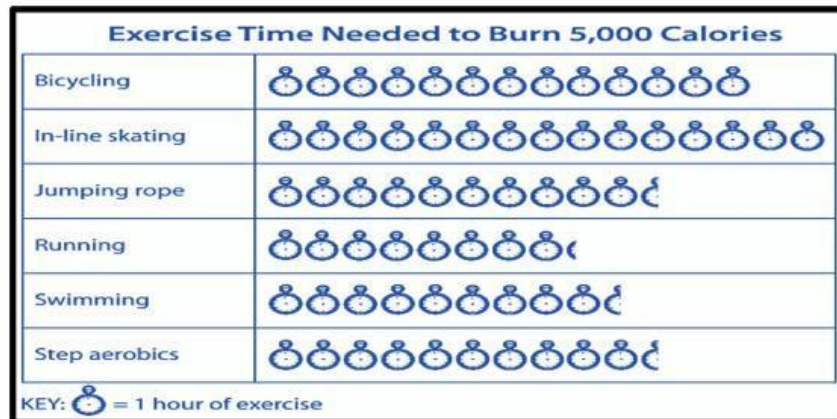 Exercise Time Needed to Burn 5,000 Calories
Bicycling
In-line skating
Jumping rope
Running
Swimming
Step aerobics
KEY: = 1 hour of exercise